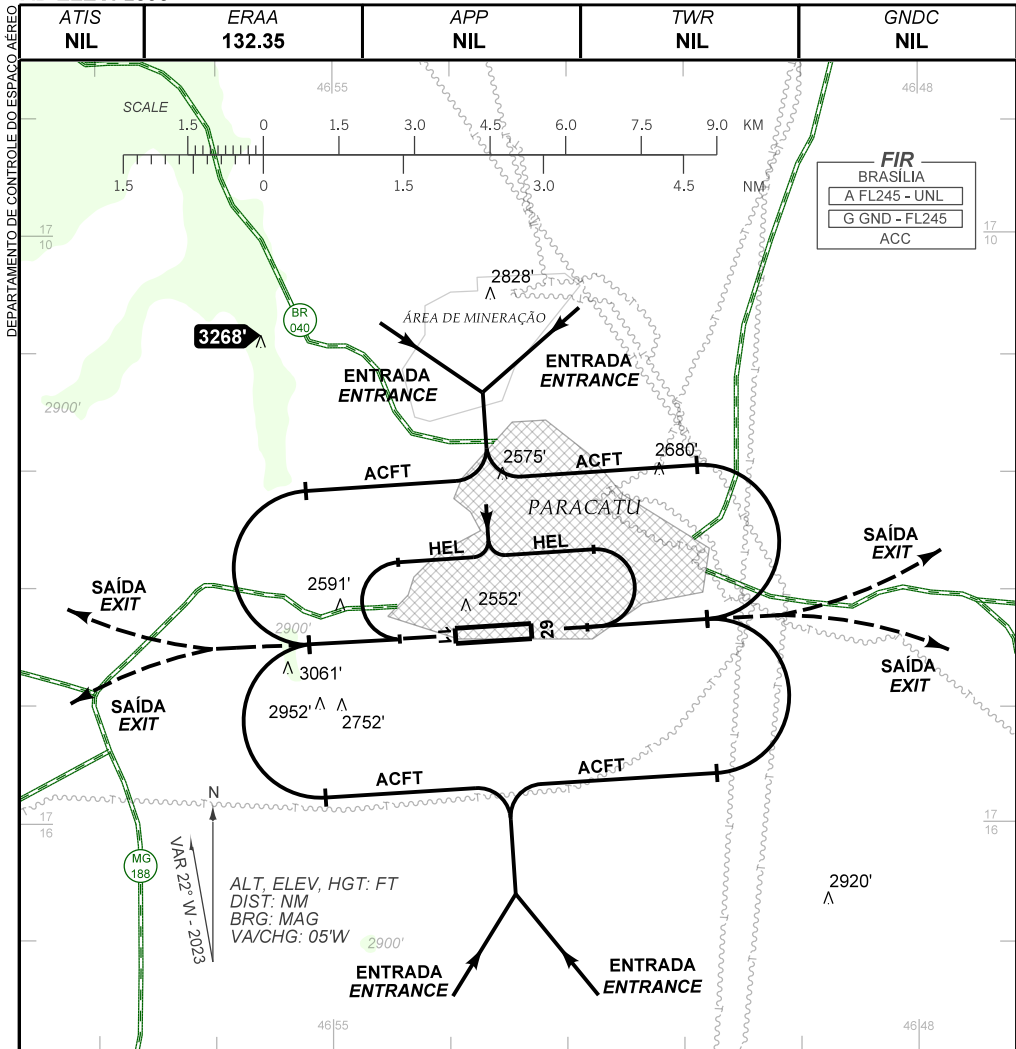 DEPARTAMENTO DE CONTROLE DO ESPAÇO AÉREO
ATIS
NIL
ERAA
132.35
APP
NIL
TWR
NIL
GNDC
NIL
46 55
46 48
SCALE
1.5 0 1.5 3.0 4.5 6.0 7.5 9.0 KM
1.5 0 1.5 3.0 4.5 NM
FIR
BRASÍLIA
A FL245 - UNL
G GND - FL245
ACC
17
10
17
10
2828'
BR
040
ÁREA DE MINERAÇÃO
3268'
ENTRADA
ENTRANCE
ENTRADA
ENTRANCE
2900'
ACFT
2575'
ACFT
2680'
PARACATU
HEL
HEL
SAÍDA
EXIT
SAÍDA
EXIT
2591'
2552'
2900'
11
29
3061'
SAÍDA
EXIT
SAÍDA
EXIT
2952'
2752'
ACFT
ACFT
N
17
16
17
16
MG
188
VAR 22° W - 2023
ALT, ELEV, HGT: FT
DIST: NM
BRG: MAG
VA/CHG: 05'W
2920'
2900'
ENTRADA
ENTRANCE
ENTRADA
ENTRANCE
46 55
46 48